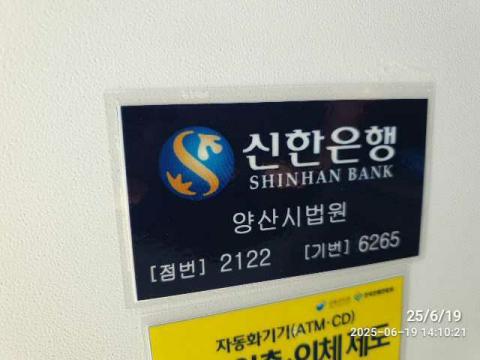 신한은행
SHINHAN BANK
양산시법원
[점번] 2122 [기번] 6265
자동화기기(ATM·CD)
25/6/19
2025-06-19 14:10:21